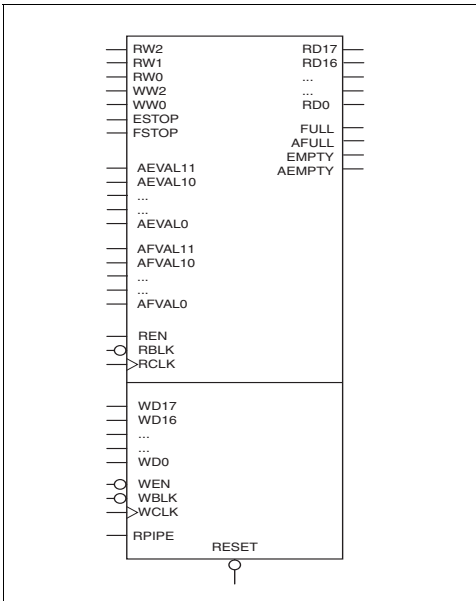 RW2
RW1
RW0
WW2
WW0
ESTOP
FSTOP
AEVAL11
AEVAL10
...
...
AEVAL0
AFVAL11
AFVAL10
...
...
AFVAL0
REN
RBLK
RCLK
RD17
RD16
...
...
RD0
FULL
AFULL
EMPTY
AEMPTY
WD17
WD16
...
...
WD0
WEN
WBLK
WCLK
RPIPE
RESET